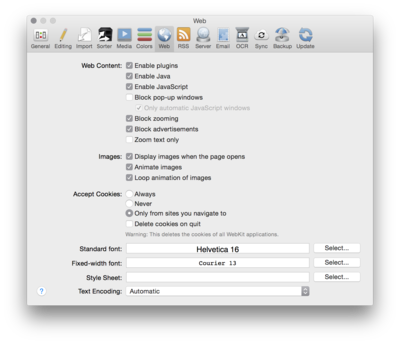 Web
General Editing Import Sorter Media Colors Web RSS Server Email OCR Sync Backup Update
Web Content: Enable plugins
Enable Java
Enable JavaScript
Block pop-up windows
Only automatic JavaScript windows
Block zooming
Block advertisements
Zoom text only
Images: Display images when the page opens
Animate images
Loop animation of images
Accept Cookies: Always
Never
Only from sites you navigate to
Delete cookies on quit
Warning: This deletes the cookies of all WebKit applications.
Standard font: Helvetica 16 Select...
Fixed-width font: Courier 13 Select...
Style Sheet: Select...
? Text Encoding: Automatic